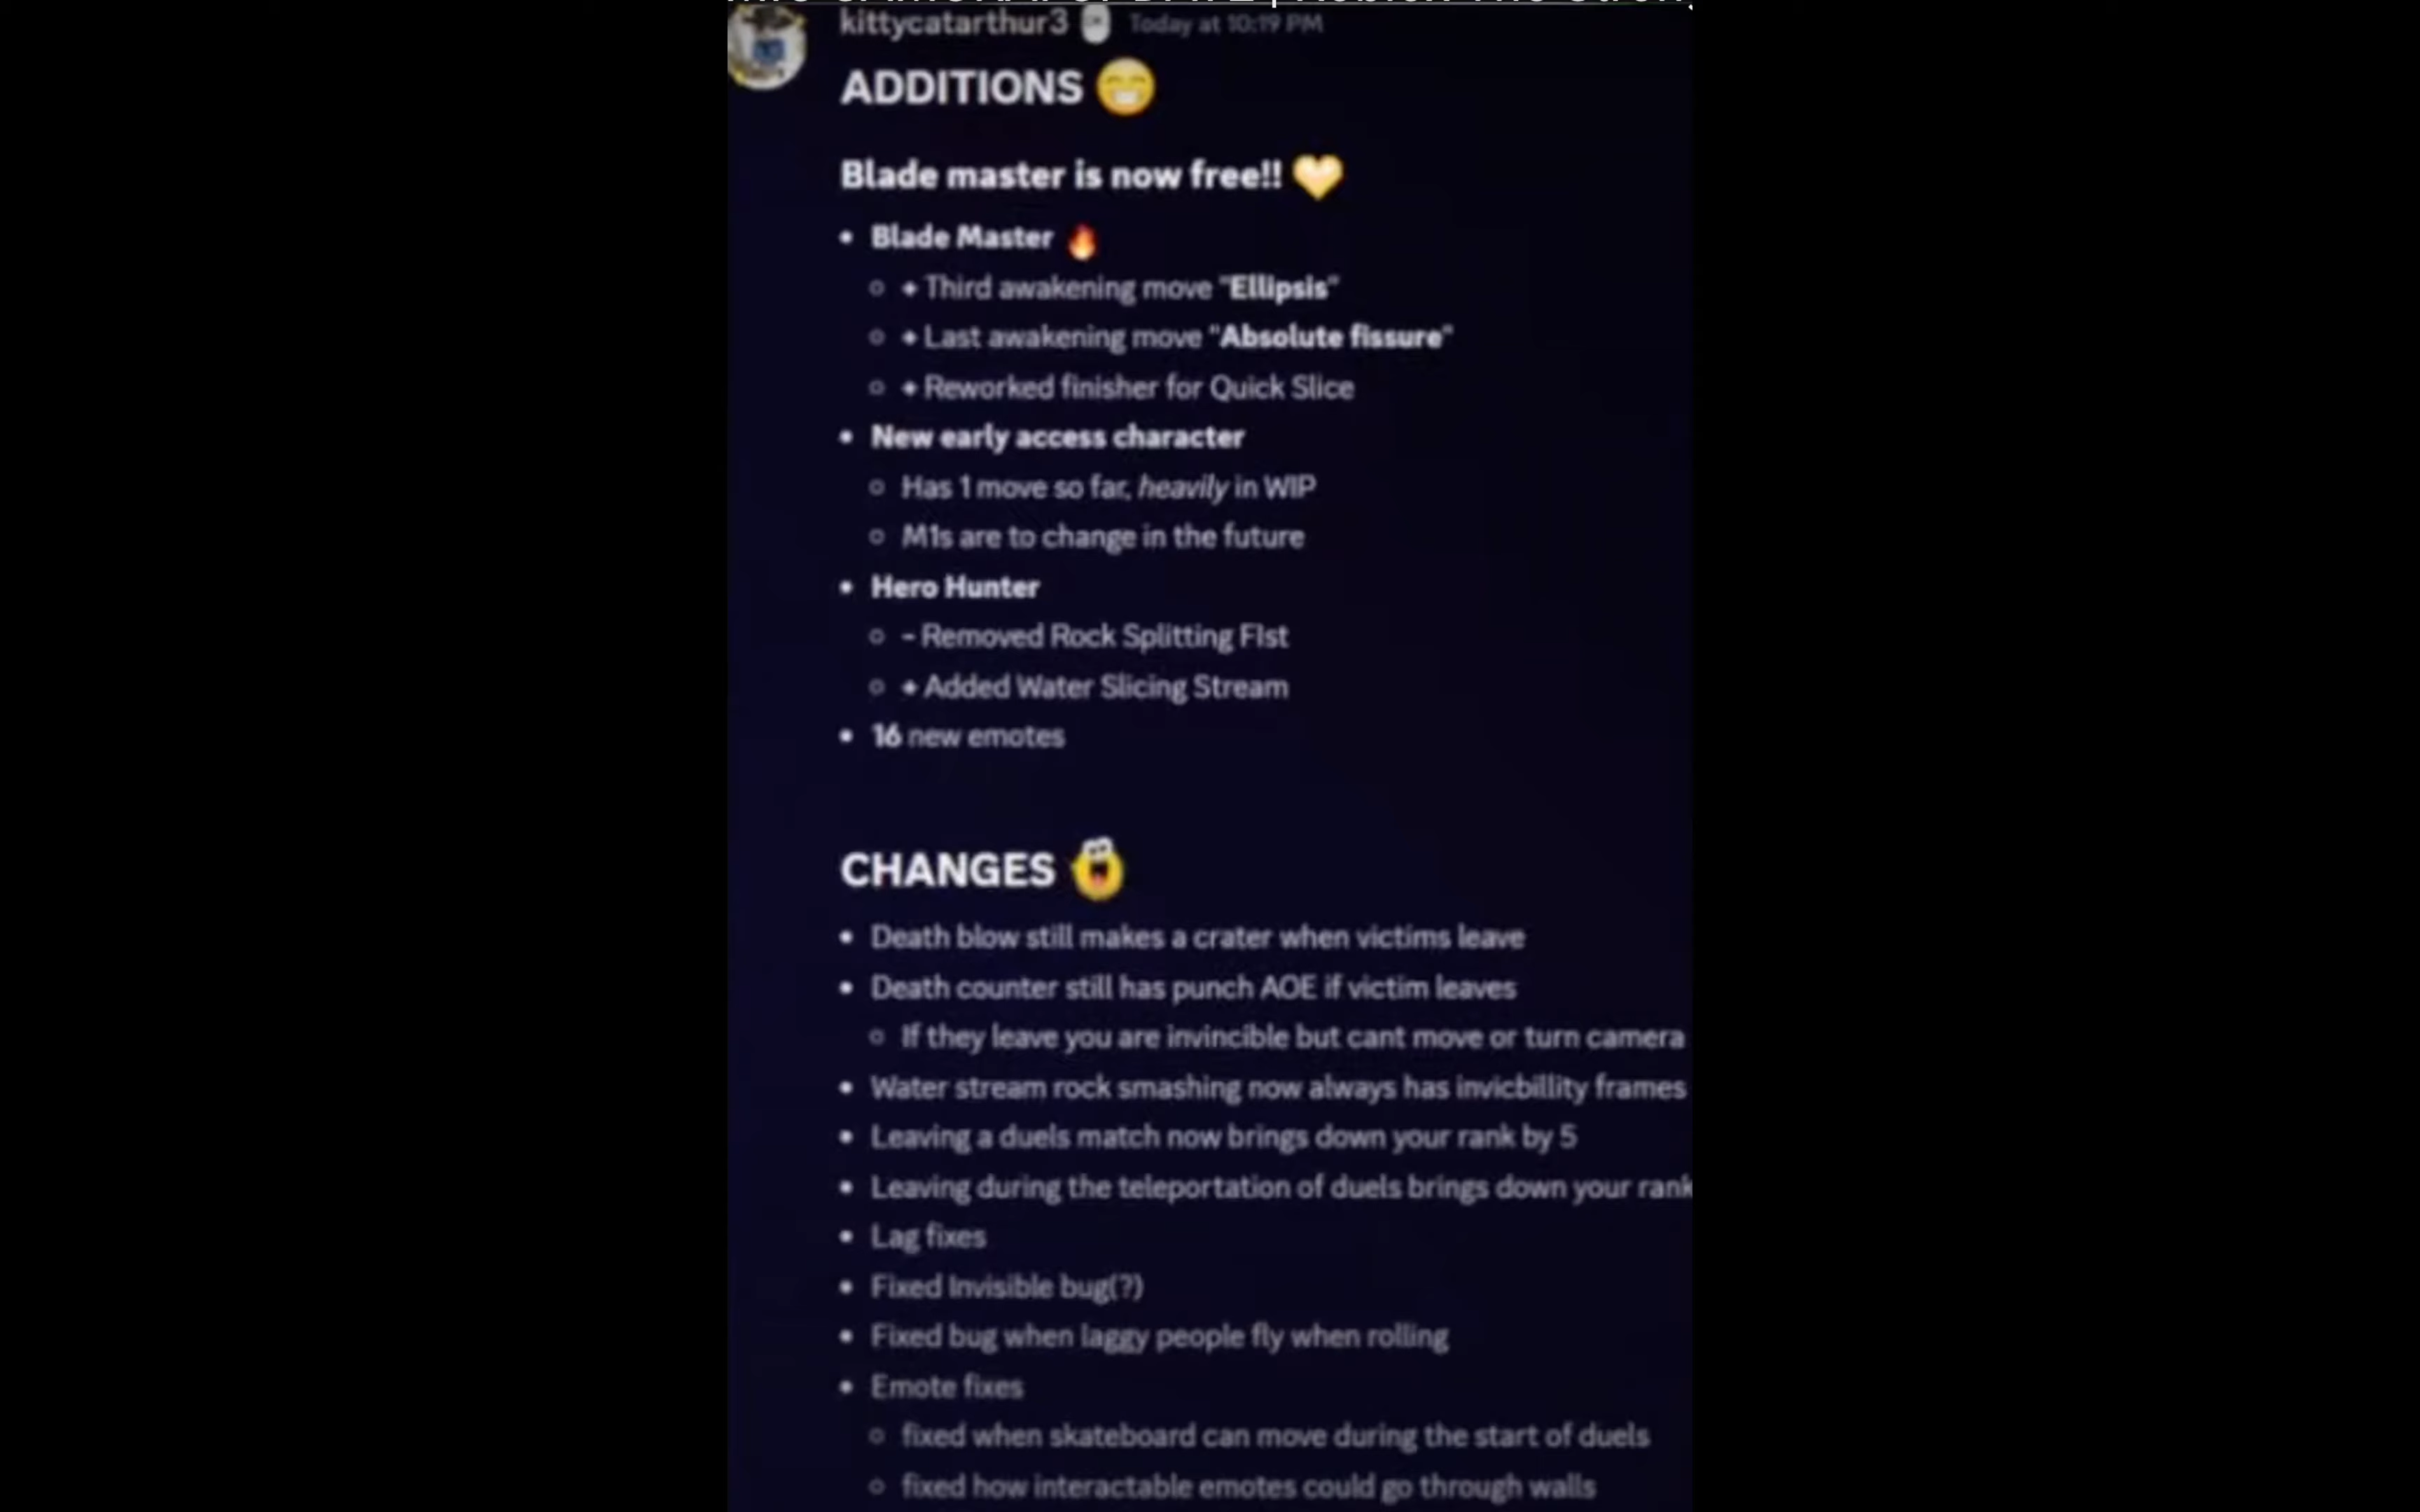 kittycatarthur3 Today at 10:19 PM
ADDITIONS
Blade master is now free!!
• Blade Master
○ + Third awakening move "Ellipsis"
○ + Last awakening move "Absolute fissure"
○ + Reworked finisher for Quick Slice
• New early access character
○ Has 1 move so far, heavily in WIP
○ M1s are to change in the future
• Hero Hunter
○ - Removed Rock Splitting FIst
○ + Added Water Slicing Stream
• 16 new emotes
CHANGES
• Death blow still makes a crater when victims leave
• Death counter still has punch AOE if victim leaves
○ If they leave you are invincible but cant move or turn camera
• Water stream rock smashing now always has invicbillity frames
• Leaving a duels match now brings down your rank by 5
• Leaving during the teleportation of duels brings down your rank
• Lag fixes
• Fixed Invisible bug(?)
• Fixed bug when laggy people fly when rolling
• Emote fixes
○ fixed when skateboard can move during the start of duels
○ fixed how interactable emotes could go through walls